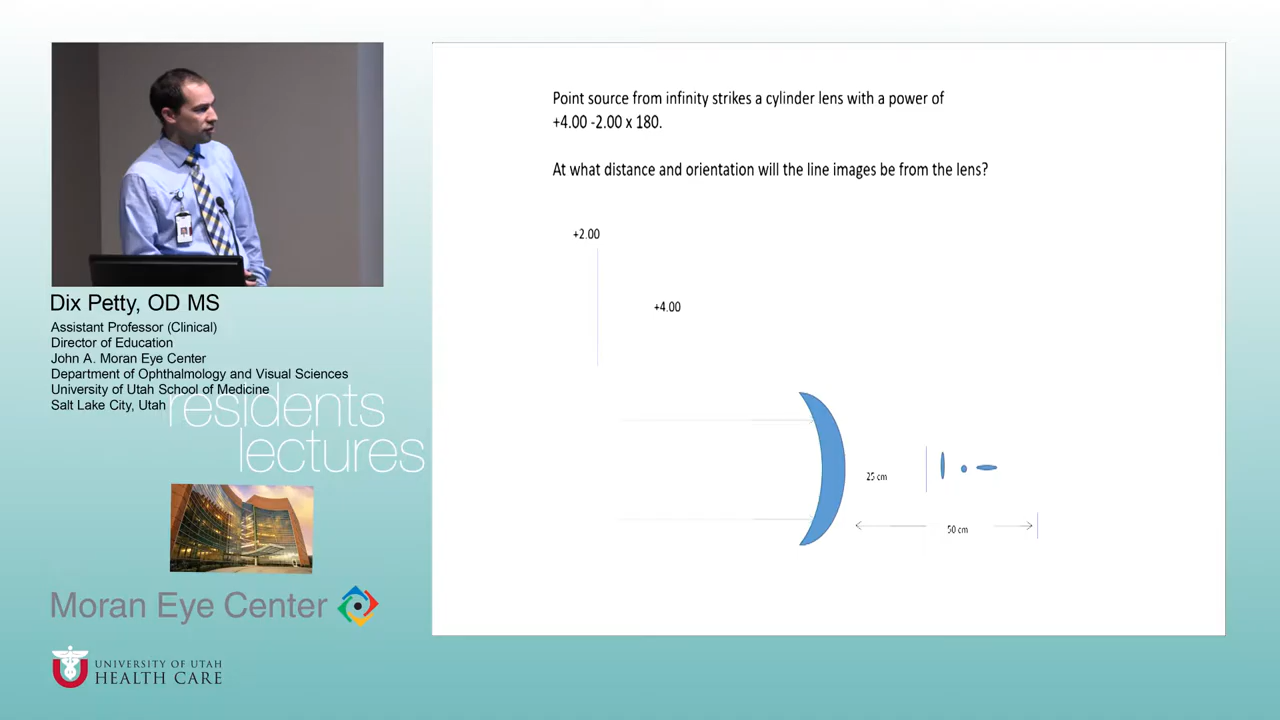 Point source from infinity strikes a cylinder lens with a power of
+4.00 -2.00 x 180.
At what distance and orientation will the line images be from the lens?
+2.00
+4.00
25 cm
50 cm
Dix Petty, OD MS
Assistant Professor (Clinical)
Director of Education
John A. Moran Eye Center
Department of Ophthalmology and Visual Sciences
University of Utah School of Medicine
Salt Lake City, Utah
residents
lectures
Moran Eye Center
UNIVERSITY OF UTAH
HEALTH CARE